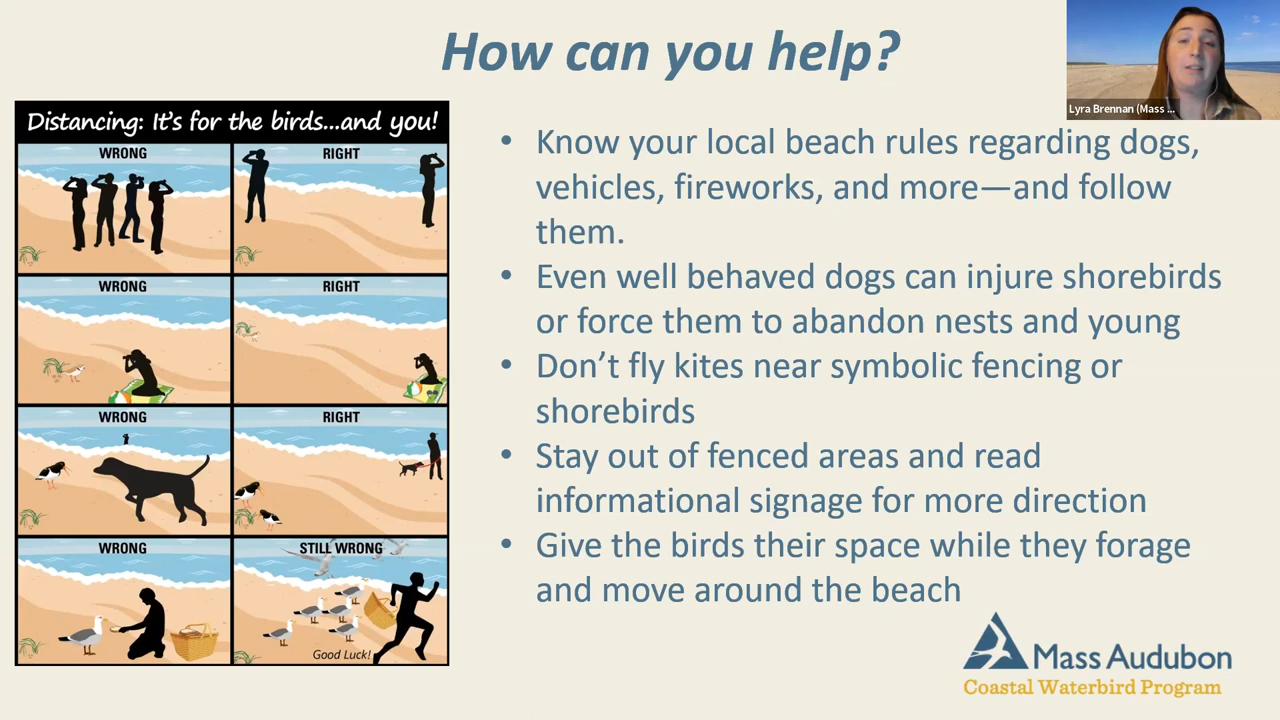 How can you help?
Lyra Brennan (Mass ...
Distancing: It's for the birds...and you!
WRONG
RIGHT
WRONG
RIGHT
WRONG
RIGHT
WRONG
STILL WRONG
Good Luck!
• Know your local beach rules regarding dogs,
vehicles, fireworks, and more—and follow
them.
• Even well behaved dogs can injure shorebirds
or force them to abandon nests and young
• Don’t fly kites near symbolic fencing or
shorebirds
• Stay out of fenced areas and read
informational signage for more direction
• Give the birds their space while they forage
and move around the beach
Mass Audubon
Coastal Waterbird Program